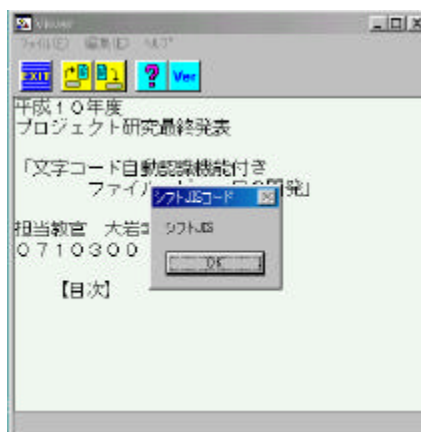 Viewer
ファイル(F) 編集(E) ヘルプ
EXIT ? Ver
平成10年度
プロジェクト研究最終発表
「文字コード自動認識機能付き
ファイル 発」
シフトJISコード
担当教官 大岩
シフトJIS
0710300
OK
【目次】